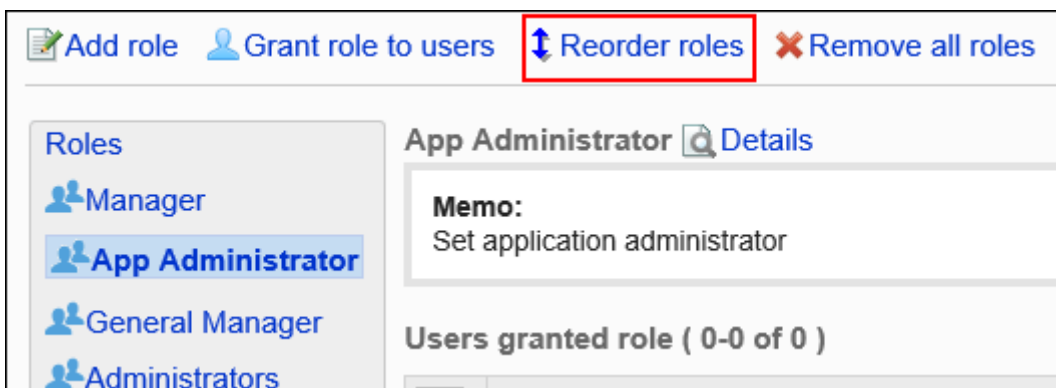 Add role Grant role to users Reorder roles Remove all roles
Roles
Manager
App Administrator
General Manager
Administrators
App Administrator Details
Memo:
Set application administrator
Users granted role ( 0-0 of 0 )